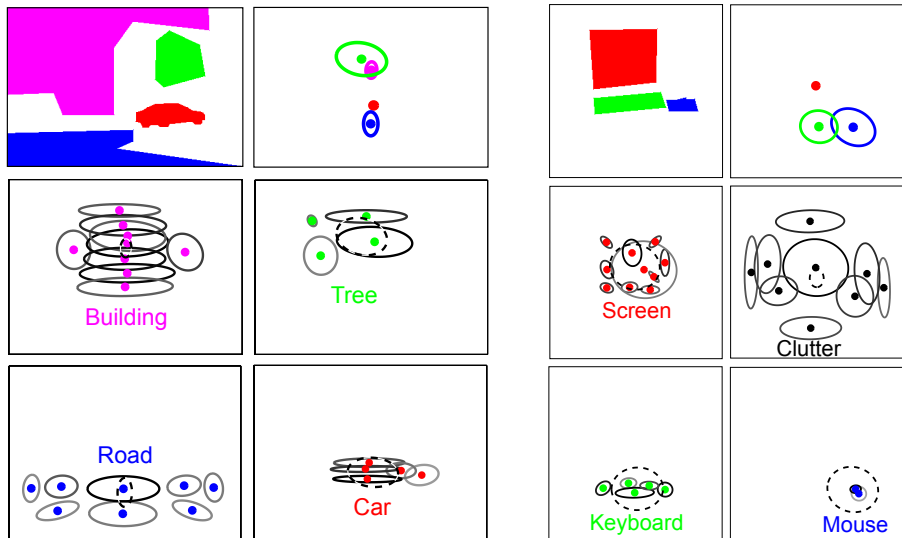 Building
Tree
Screen
Clutter
Road
Car
Keyboard
Mouse